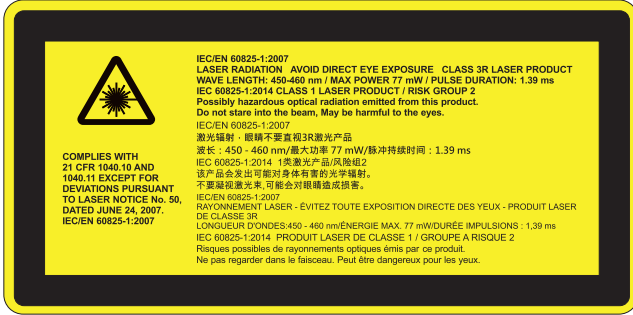 COMPLIES WITH
21 CFR 1040.10 AND
1040.11 EXCEPT FOR
DEVIATIONS PURSUANT
TO LASER NOTICE No. 50,
DATED JUNE 24, 2007.
IEC/EN 60825-1:2007
IEC/EN 60825-1:2007
LASER RADIATION AVOID DIRECT EYE EXPOSURE CLASS 3R LASER PRODUCT
WAVE LENGTH: 450-460 nm / MAX POWER 77 mW / PULSE DURATION: 1.39 ms
IEC 60825-1:2014 CLASS 1 LASER PRODUCT / RISK GROUP 2
Possibly hazardous optical radiation emitted from this product.
Do not stare into the beam, May be harmful to the eyes.
IEC/EN 60825-1:2007
激光辐射，眼睛不要直视3R激光产品
波长：450 - 460 nm/最大功率 77 mW/脉冲持续时间：1.39 ms
IEC 60825-1:2014 1类激光产品/风险组2
该产品会发出可能对身体有害的光学辐射。
不要凝视激光束,可能会对眼睛造成损害。
IEC/EN 60825-1:2007
RAYONNEMENT LASER - ÉVITEZ TOUTE EXPOSITION DIRECTE DES YEUX - PRODUIT LASER
DE CLASSE 3R
LONGUEUR D'ONDES:450 - 460 nm/ÉNERGIE MAX. 77 mW/DURÉE IMPULSIONS : 1,39 ms
IEC 60825-1:2014 PRODUIT LASER DE CLASSE 1 / GROUPE A RISQUE 2
Risques possibles de rayonnements optiques émis par ce produit.
Ne pas regarder dans le faisceau. Peut être dangereux pour les yeux.